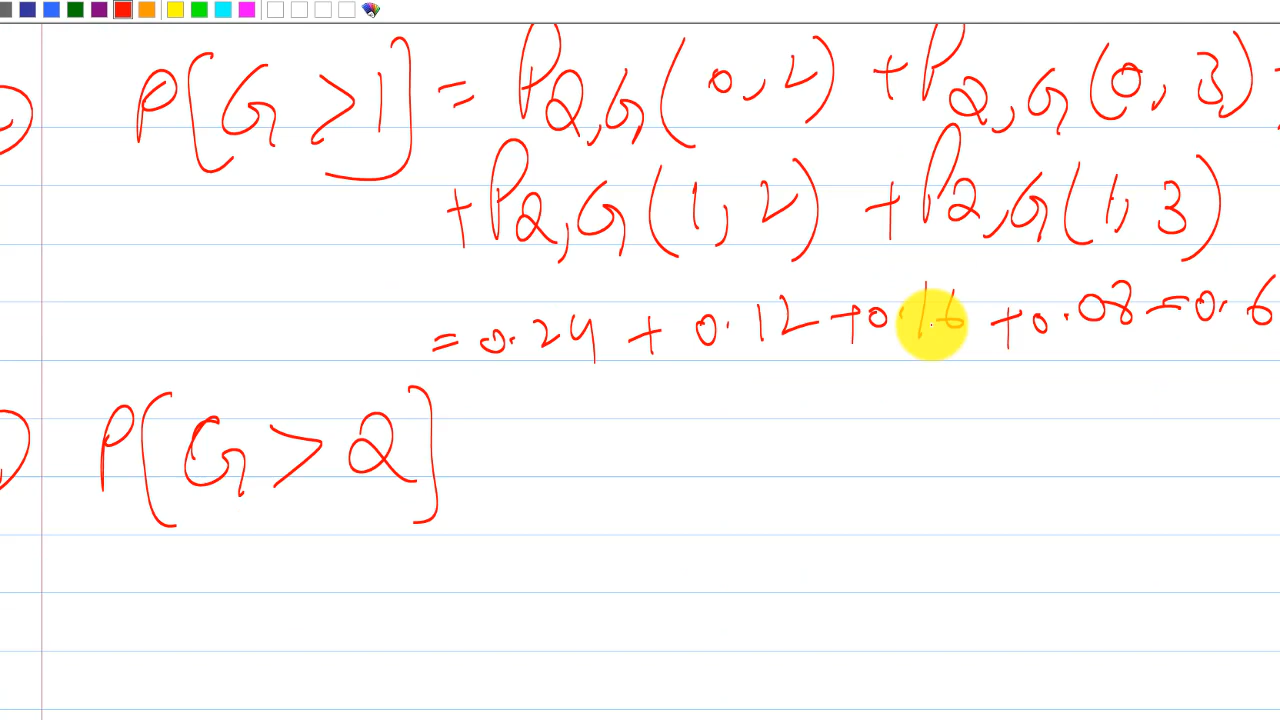 P[G > 1] = P_{Q,G}(0, 2) + P_{Q,G}(0, 3)
+ P_{Q,G}(1, 2) + P_{Q,G}(1, 3)
= 0.24 + 0.12 + 0.16 + 0.08 = 0.6
P[G > Q]